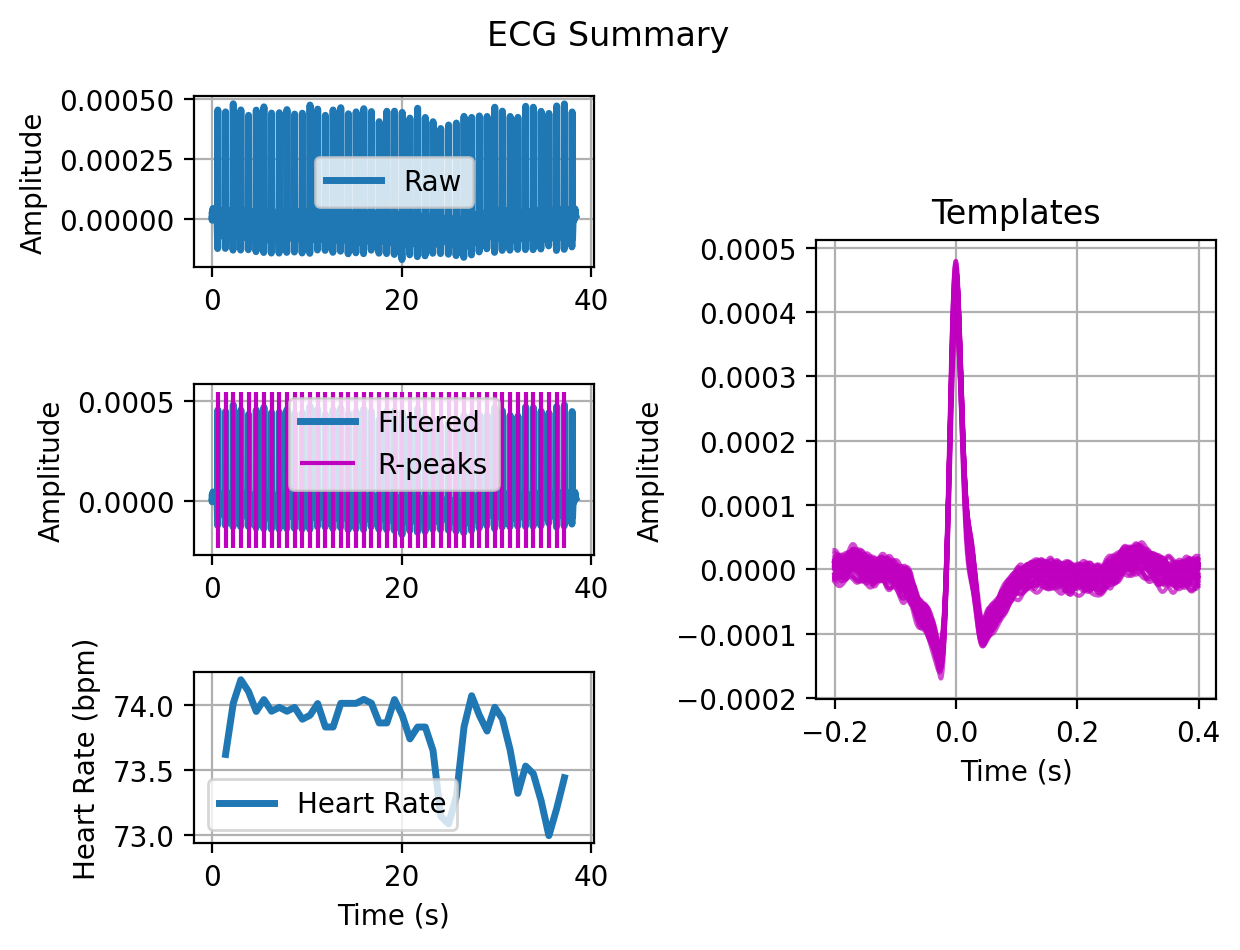 ECG Summary
Amplitude
0.00050
0.00025
0.00000
Raw
0
20
40
Amplitude
0.0005
0.0000
Filtered
R-peaks
0
20
40
Heart Rate (bpm)
74.0
73.5
73.0
Heart Rate
0
20
40
Time (s)
Templates
Amplitude
0.0005
0.0004
0.0003
0.0002
0.0001
0.0000
−0.0001
−0.0002
−0.2
0.0
0.2
0.4
Time (s)